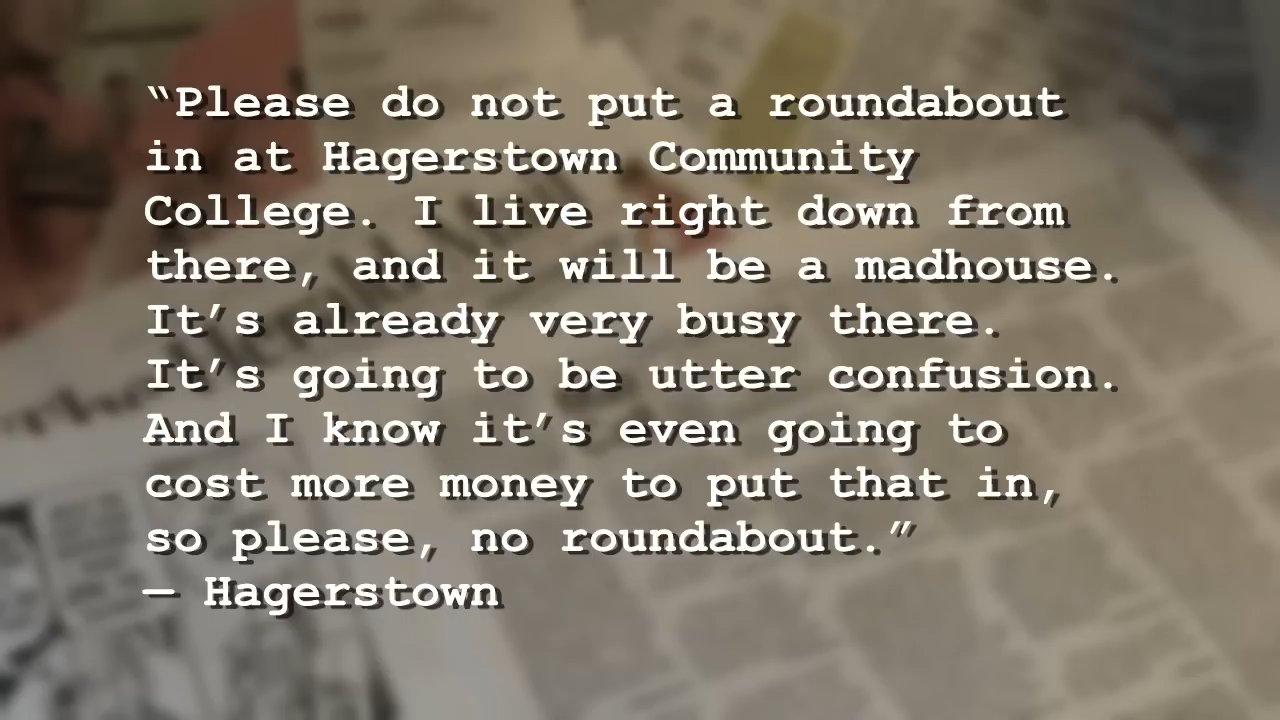 “Please do not put a roundabout
in at Hagerstown Community
College. I live right down from
there, and it will be a madhouse.
It’s already very busy there.
It’s going to be utter confusion.
And I know it’s even going to
cost more money to put that in,
so please, no roundabout.”
— Hagerstown